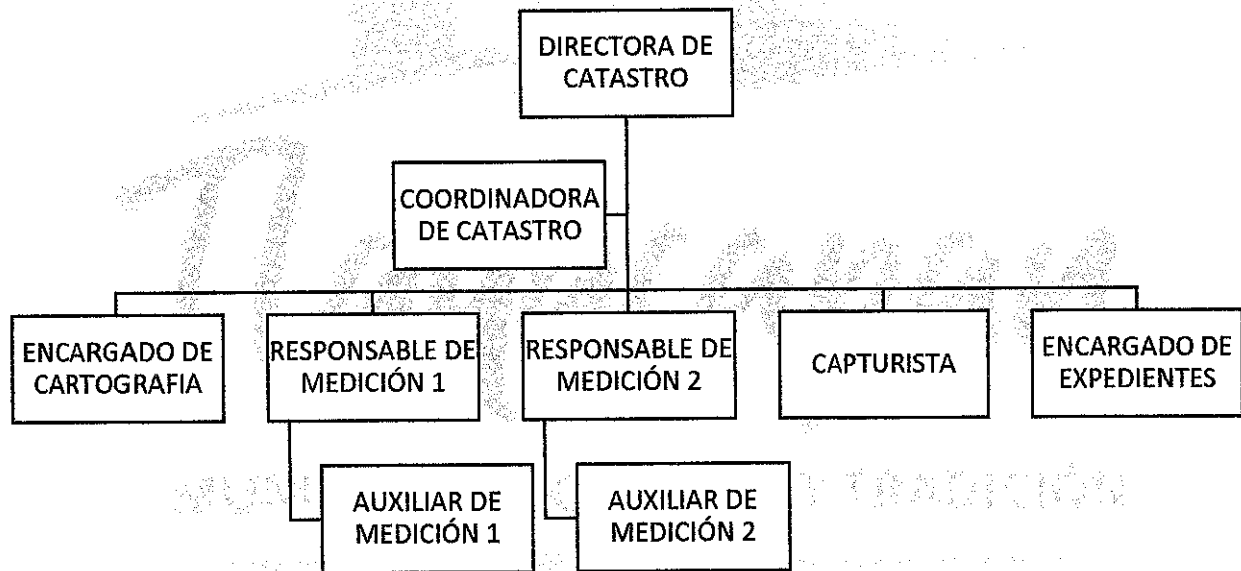 DIRECTORA DE
CATASTRO
COORDINADORA
DE CATASTRO
ENCARGADO DE
CARTOGRAFIA
RESPONSABLE DE
MEDICIÓN 1
RESPONSABLE DE
MEDICIÓN 2
CAPTURISTA
ENCARGADO DE
EXPEDIENTES
AUXILIAR DE
MEDICIÓN 1
AUXILIAR DE
MEDICIÓN 2